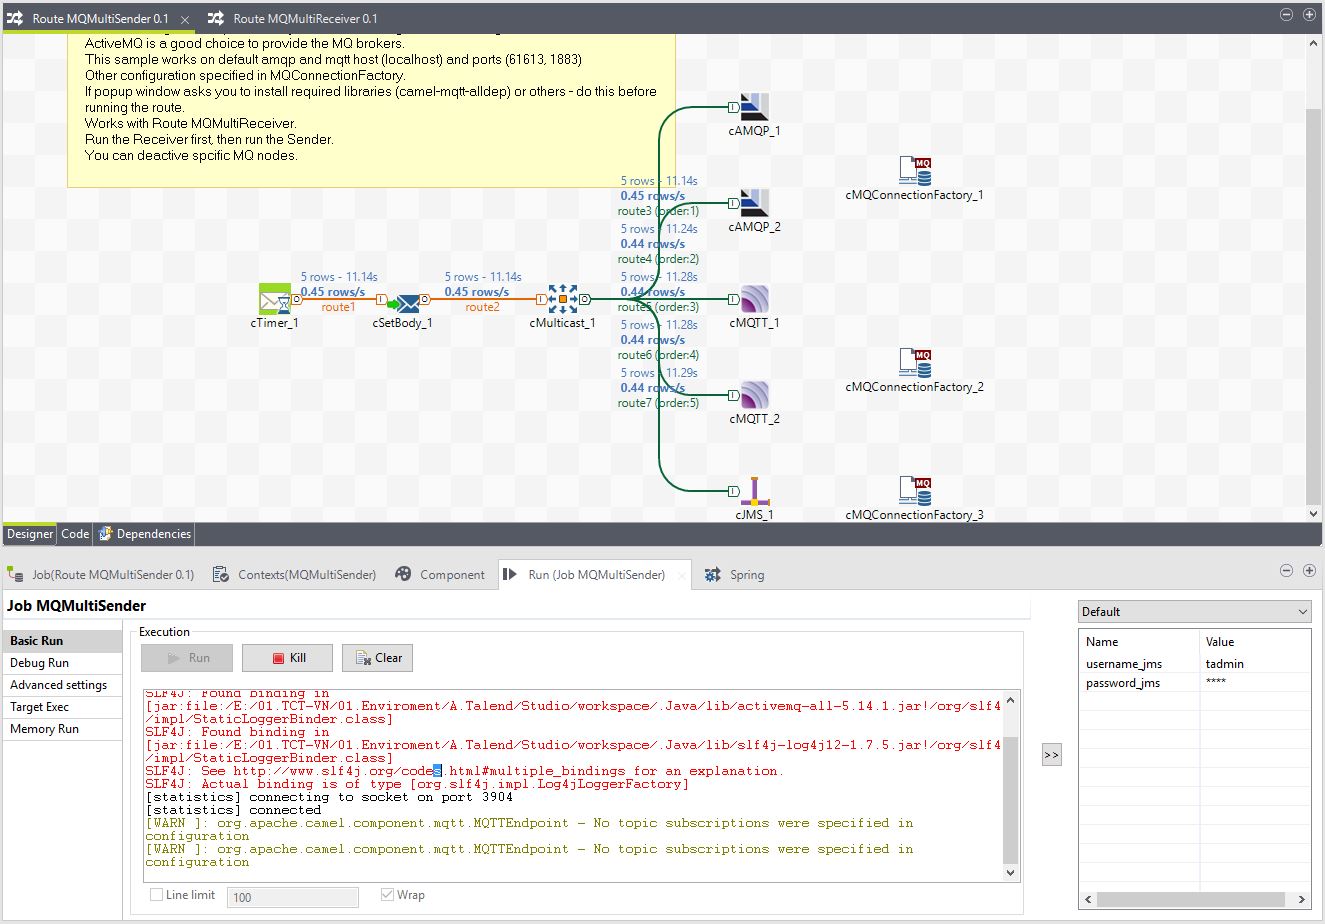 Route MQMultiSender 0.1
Route MQMultiReceiver 0.1
ActiveMQ is a good choice to provide the MQ brokers.
This sample works on default amqp and mqtt host (localhost) and ports (61613, 1883)
Other configuration specified in MQConnectionFactory.
If popup window asks you to install required libraries (camel-mqtt-alldep) or others - do this before
running the route.
Works with Route MQMultiReceiver.
Run the Receiver first, then run the Sender.
You can deactive spcific MQ nodes.
cAMQP_1
MQ
cMQConnectionFactory_1
5 rows - 11.14s
0.45 rows/s
route3 (order:1)
cAMQP_2
5 rows - 11.24s
0.44 rows/s
route4 (order:2)
5 rows - 11.14s
0.45 rows/s
route1
5 rows - 11.14s
0.45 rows/s
route2
5 rows - 11.28s
0.44 rows/s
route5 (order:3)
cTimer_1
cSetBody_1
cMulticast_1
cMQTT_1
5 rows - 11.28s
0.44 rows/s
route6 (order:4)
MQ
cMQConnectionFactory_2
5 rows - 11.29s
0.44 rows/s
route7 (order:5)
cMQTT_2
cJMS_1
MQ
cMQConnectionFactory_3
Designer
Code
Dependencies
Job(Route MQMultiSender 0.1)
Contexts(MQMultiSender)
Component
Run (Job MQMultiSender)
Spring
Job MQMultiSender
Basic Run
Debug Run
Advanced settings
Target Exec
Memory Run
Execution
Run
Kill
Clear
SLF4J: Found binding in
[jar:file:/E:/01.TCT-VN/01.Enviroment/A.Talend/Studio/workspace/.Java/lib/activemq-all-5.14.1.jar!/org/slf4j
/impl/StaticLoggerBinder.class]
SLF4J: Found binding in
[jar:file:/E:/01.TCT-VN/01.Enviroment/A.Talend/Studio/workspace/.Java/lib/slf4j-log4j12-1.7.5.jar!/org/slf4j
/impl/StaticLoggerBinder.class]
SLF4J: See http://www.slf4j.org/codes.html#multiple_bindings for an explanation.
SLF4J: Actual binding is of type [org.slf4j.impl.Log4jLoggerFactory]
[statistics] connecting to socket on port 3904
[statistics] connected
[WARN ]: org.apache.camel.component.mqtt.MQTTEndpoint - No topic subscriptions were specified in
configuration
[WARN ]: org.apache.camel.component.mqtt.MQTTEndpoint - No topic subscriptions were specified in
configuration
Line limit
100
Wrap
>>
Default
Name Value
username_jms tadmin
password_jms ****